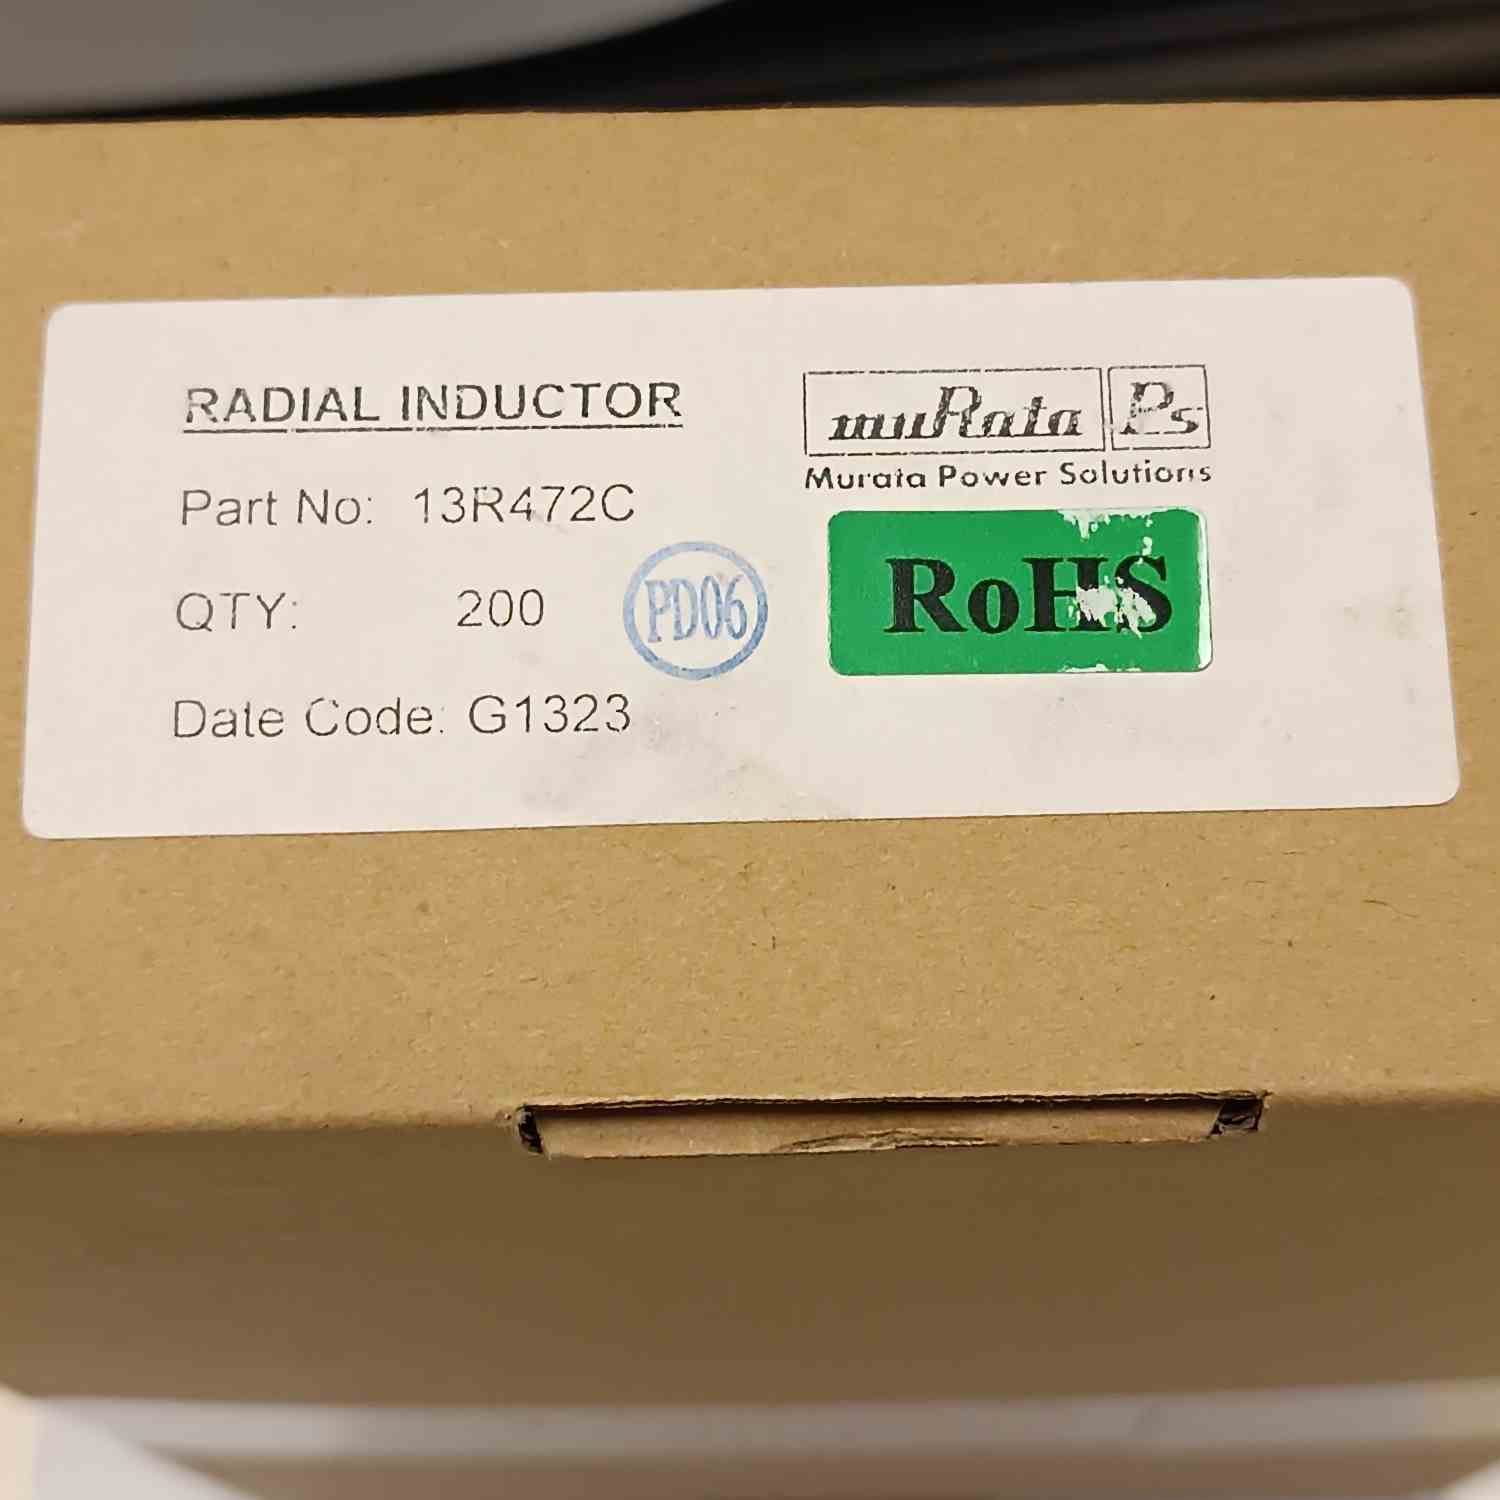 RADIAL INDUCTOR
Part No: 13R472C
QTY: 200
PD06
Date Code: G1323
muRata Ps
Murata Power Solutions
RoHS